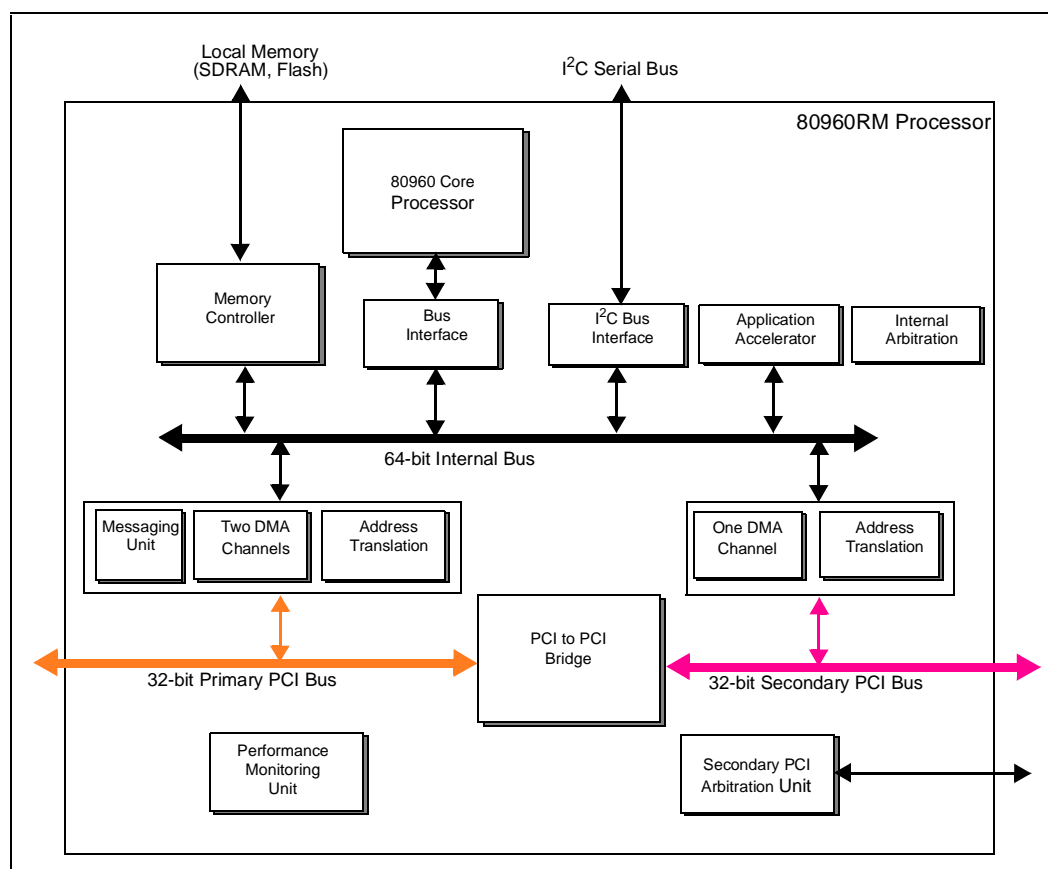 Local Memory
(SDRAM, Flash)
I²C Serial Bus
80960RM Processor
80960 Core
Processor
Memory
Controller
Bus
Interface
I²C Bus
Interface
Application
Accelerator
Internal
Arbitration
64-bit Internal Bus
Messaging
Unit
Two DMA
Channels
Address
Translation
One DMA
Channel
Address
Translation
PCI to PCI
Bridge
32-bit Primary PCI Bus
32-bit Secondary PCI Bus
Performance
Monitoring
Unit
Secondary PCI
Arbitration Unit